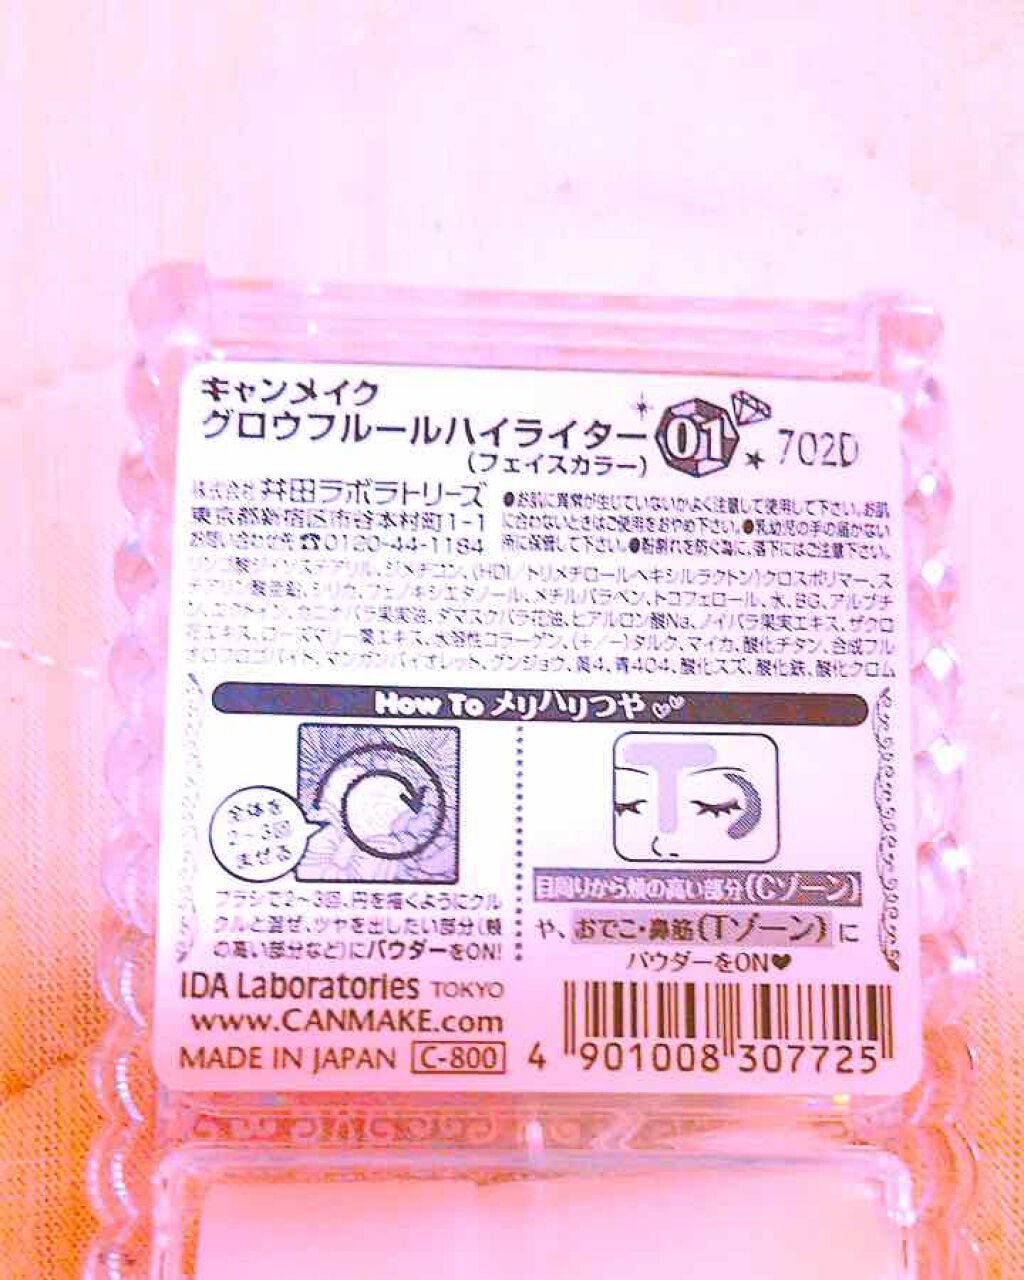 キャンメイク
グロウフルールハイライター 01 702D
(フェイスカラー)
株式会社 井田ラボラトリーズ
東京都新宿区市谷本村町1-1
お問い合わせ先☎0120-44-1184
●お肌に異常が生じていないかよく注意して使用して下さい。お肌
に合わないときはご使用をおやめ下さい。●乳幼児の手の届かない
所に保管して下さい。●粉割れを防ぐ為に、落下にはご注意下さい。
リンゴ酸ジイソステアリル、ジメチコン、(HDI/トリメチロールヘキシルラクトン)クロスポリマー、ス
テアリン酸亜鉛、シリカ、フェノキシエタノール、メチルパラベン、トコフェロール、水、BG、アルブチ
ン、エクトイン、カニナバラ果実油、ダマスクバラ花油、ヒアルロン酸Na、ノイバラ果実エキス、ザクロ
花エキス、ローズマリー葉エキス、水溶性コラーゲン、(+/-)タルク、マイカ、酸化チタン、合成フル
オロフロゴパイト、マンガンバイオレット、グンジョウ、黄4、青404、酸化スズ、酸化鉄、酸化クロム
How To メリハリつや
全体を
2~3回
まぜる
ブラシで2~3回、円を描くようにクル
クルと混ぜ、ツヤを出したい部分(頬
の高い部分など)にパウダーをON!
T
目周りから頬の高い部分(Cゾーン)
や、おでこ・鼻筋(Tゾーン)に
パウダーをON♥
IDA Laboratories TOKYO
www.CANMAKE.com
MADE IN JAPAN C-800
4 901008 307725